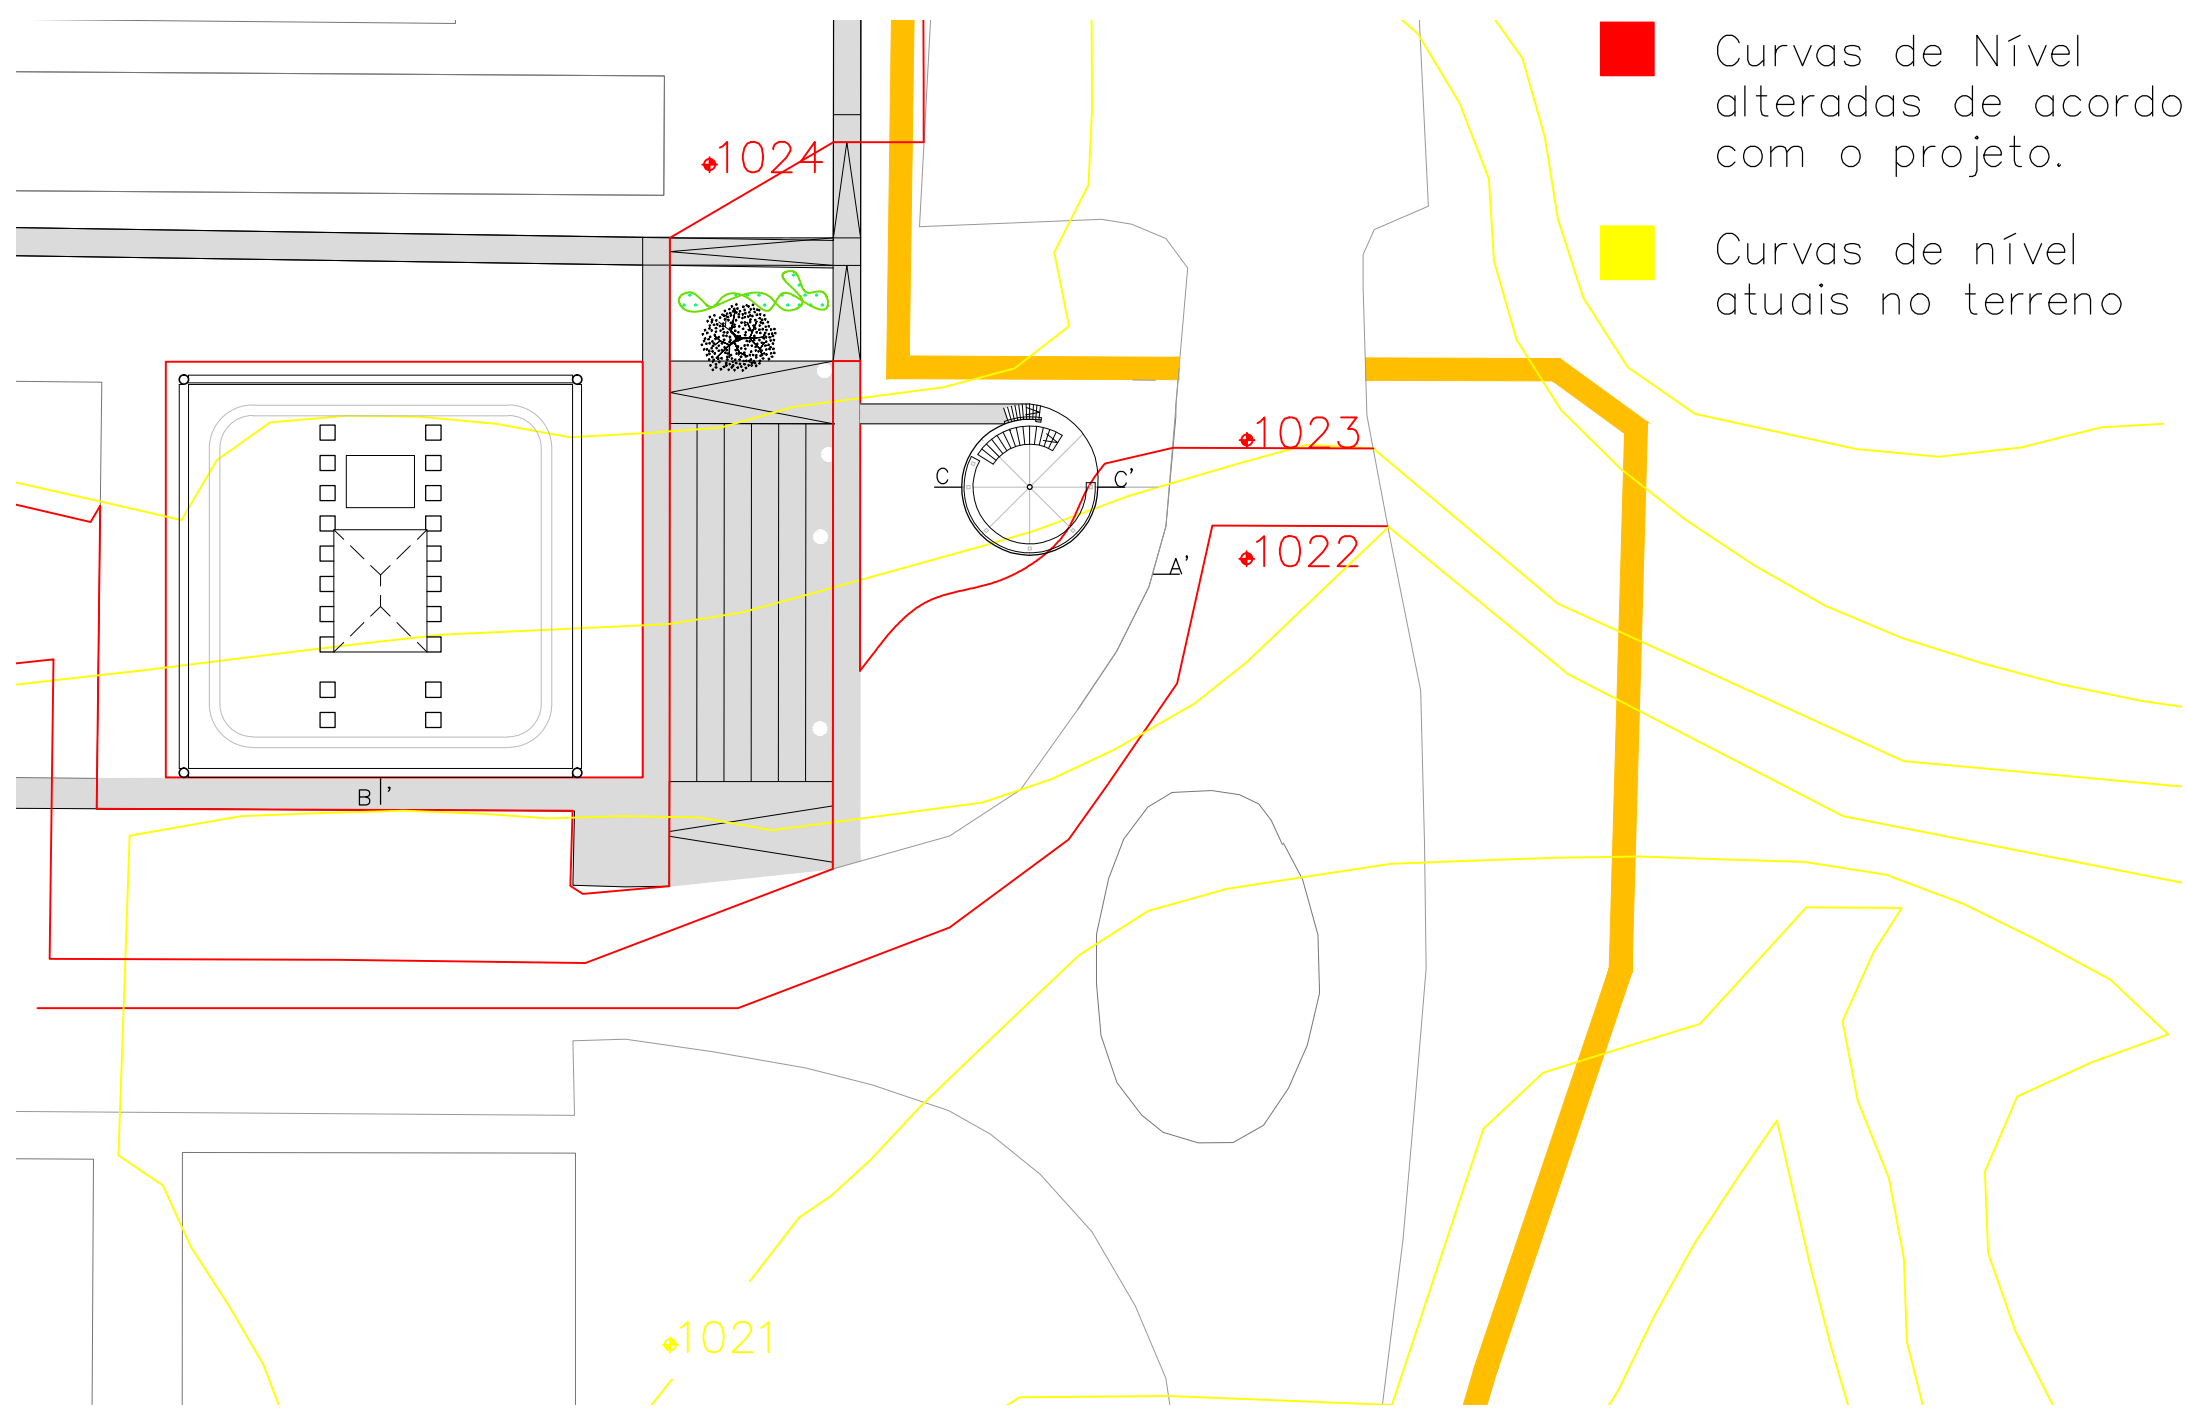 Curvas de Nível
alteradas de acordo
com o projeto.
Curvas de nível
atuais no terreno
1024
1023
C C'
1022
A'
B'
1021